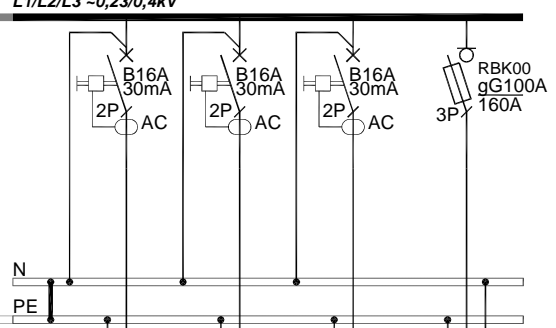 L1/L2/L3 ~0,23/0,4kV
B16A
30mA
2P
AC
B16A
30mA
2P
AC
B16A
30mA
2P
AC
RBK00
gG100A
160A
3P
N
PE